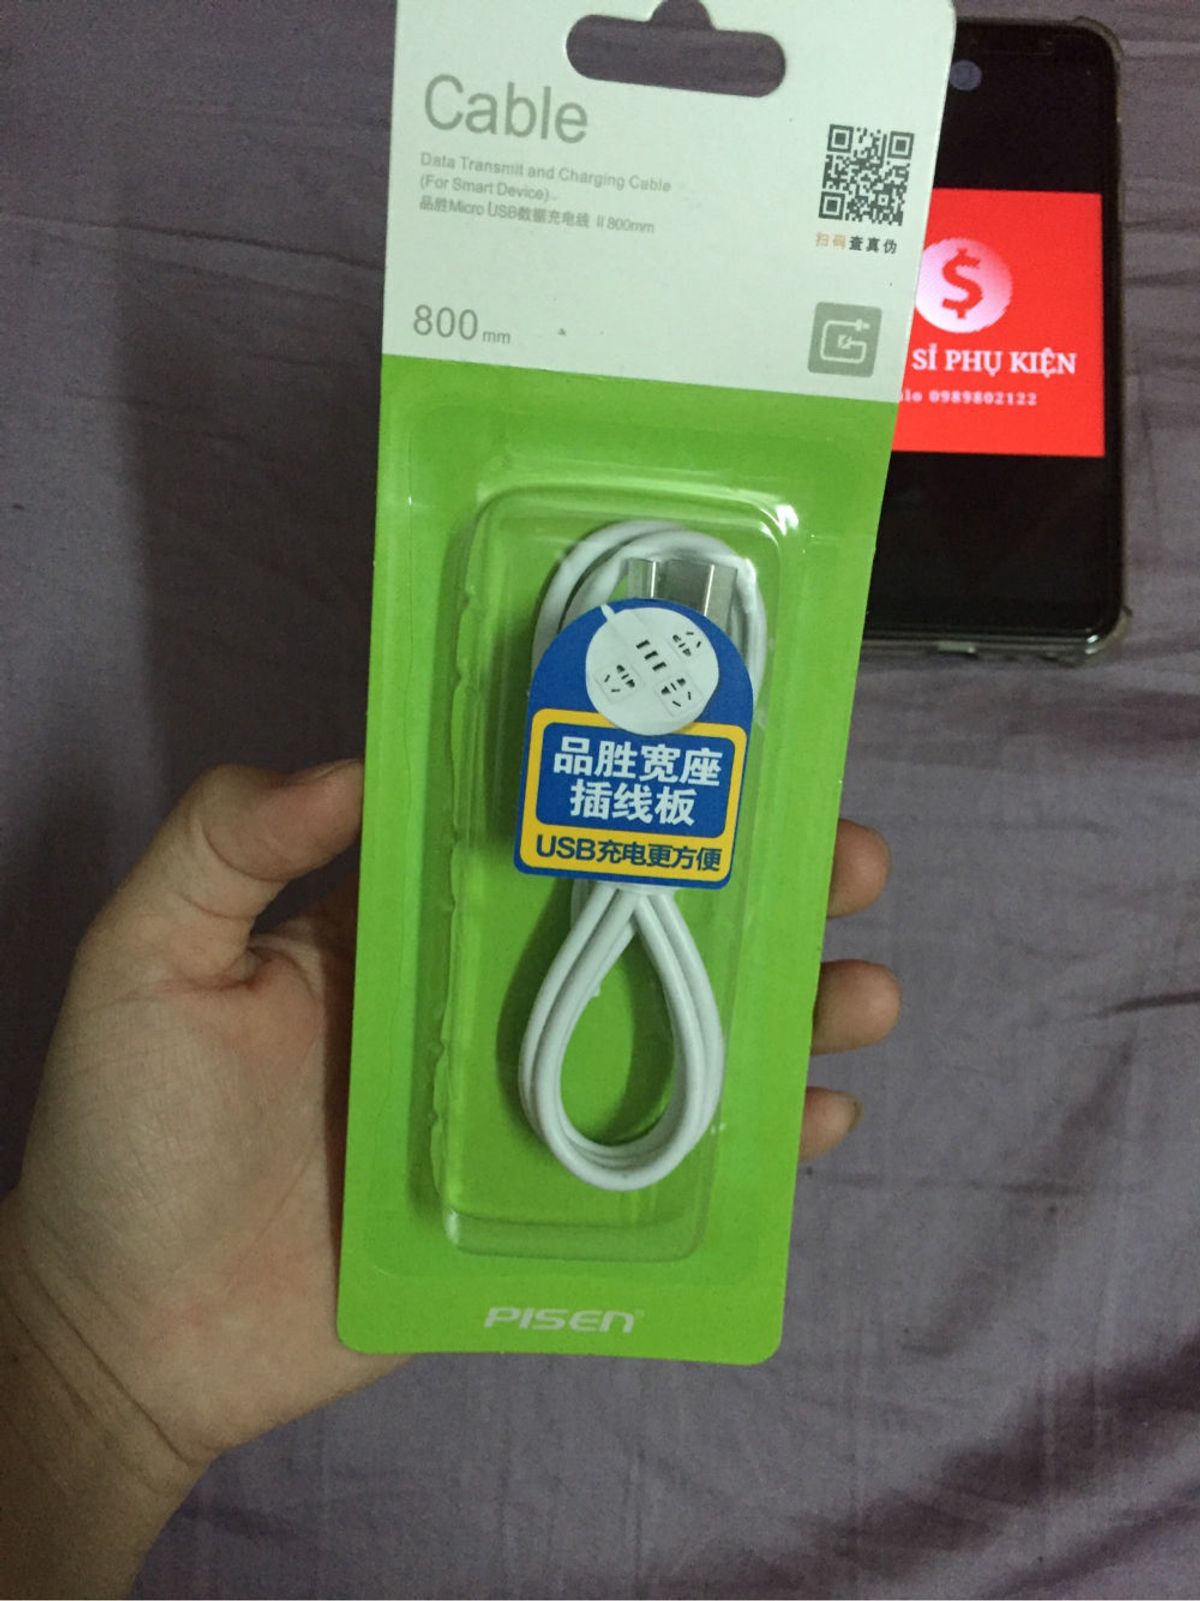 Cable
Data Transmit and Charging Cable
(For Smart Device)
品胜Micro USB数据充电线 II 800mm
扫码查真伪
800 mm
$
SỈ PHỤ KIỆN
0989802122
品胜宽座
插线板
USB充电更方便
PISEN